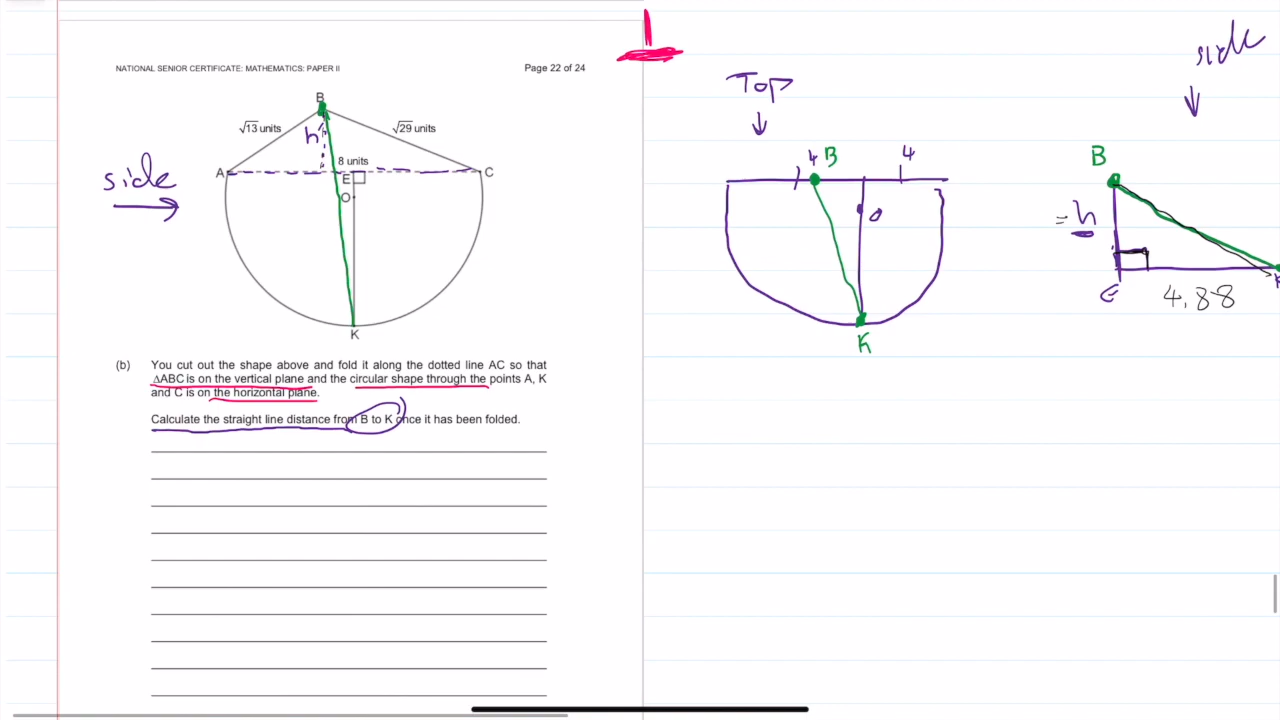 NATIONAL SENIOR CERTIFICATE: MATHEMATICS: PAPER II
Page 22 of 24
1
B
√13 units
√29 units
h
8 units
side
A
E
C
O
K
(b) You cut out the shape above and fold it along the dotted line AC so that
ΔABC is on the vertical plane and the circular shape through the points A, K
and C is on the horizontal plane.
Calculate the straight line distance from B to K once it has been folded.
Top
4 B 4
O
K
side
B
= h
E
4,88
K